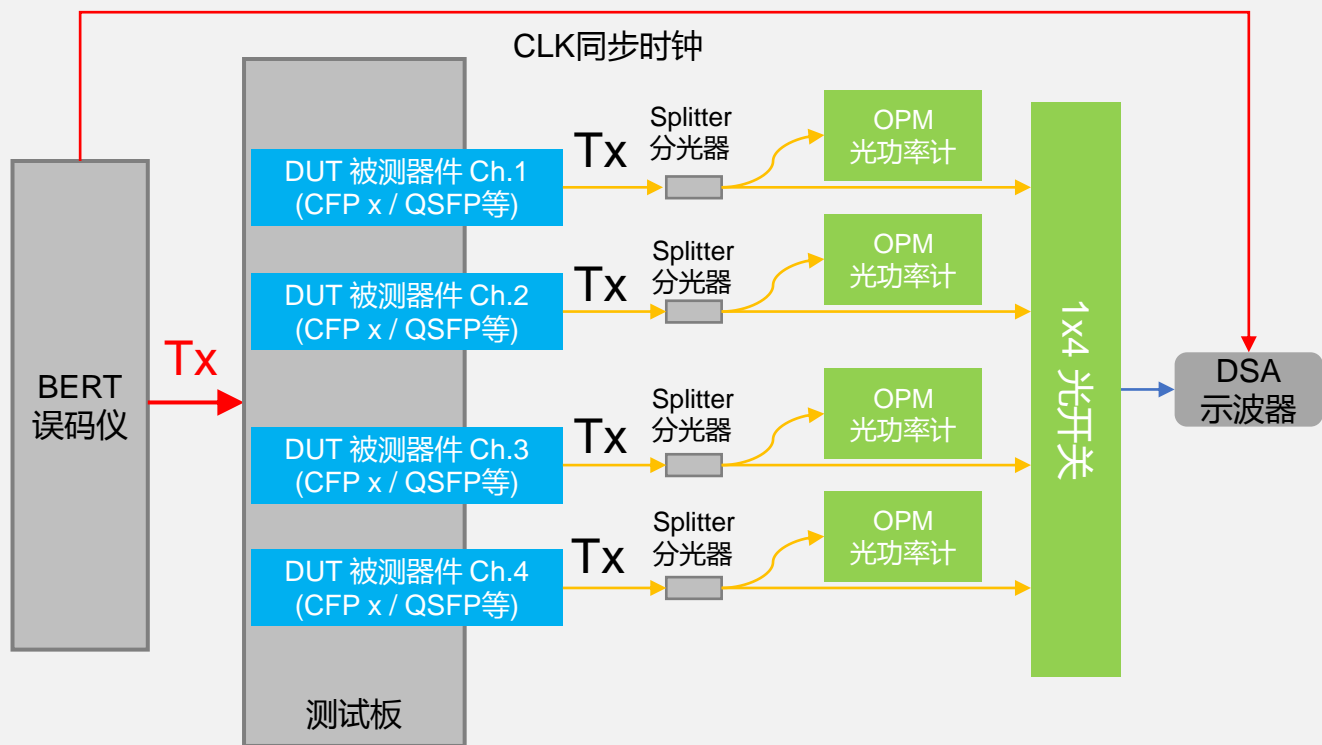 CLK同步时钟
BERT
误码仪
Tx
测试板
DUT 被测器件 Ch.1
(CFP x / QSFP等)
Tx
Splitter
分光器
OPM
光功率计
DUT 被测器件 Ch.2
(CFP x / QSFP等)
Tx
Splitter
分光器
OPM
光功率计
DUT 被测器件 Ch.3
(CFP x / QSFP等)
Tx
Splitter
分光器
OPM
光功率计
DUT 被测器件 Ch.4
(CFP x / QSFP等)
Tx
Splitter
分光器
OPM
光功率计
1x4 光开关
DSA
示波器